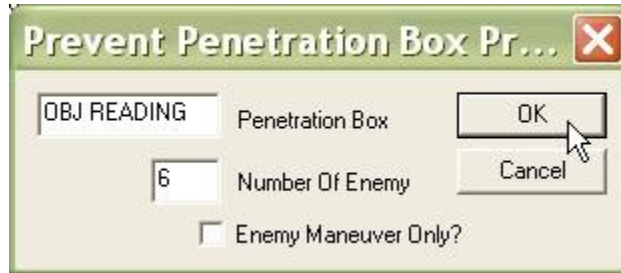 Prevent Penetration Box Pr...
OBJ READING Penetration Box OK
6 Number Of Enemy Cancel
Enemy Maneuver Only?